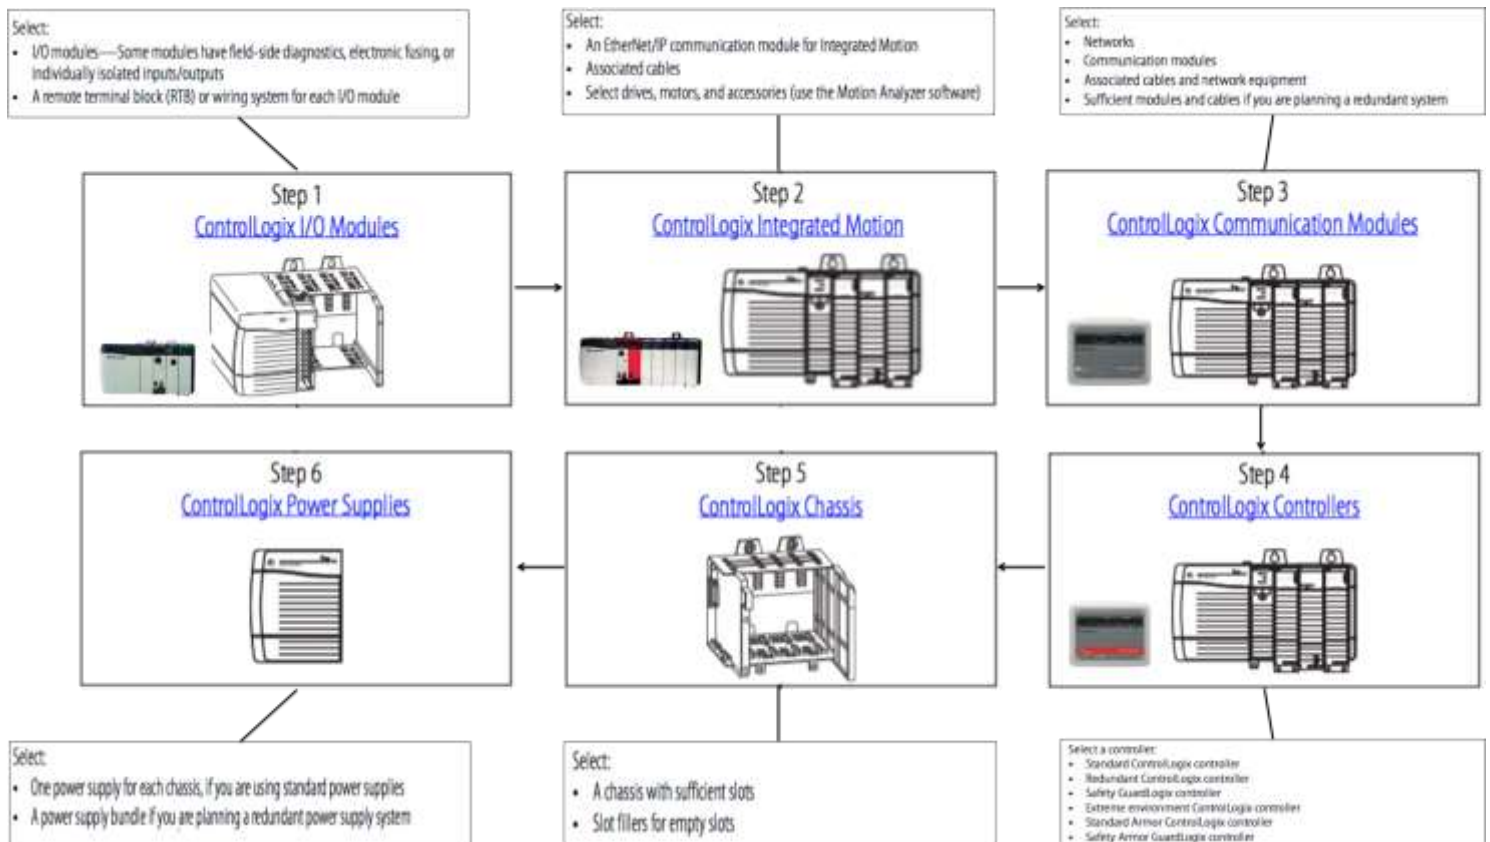 Select:
• I/O modules—Some modules have field-side diagnostics, electronic fusing, or
individually isolated inputs/outputs
• A remote terminal block (RTB) or wiring system for each I/O module
Select:
• An EtherNet/IP communication module for Integrated Motion
• Associated cables
• Select drives, motors, and accessories (use the Motion Analyzer software)
Select:
• Networks
• Communication modules
• Associated cables and network equipment
• Sufficient modules and cables if you are planning a redundant system
Step 1
ControlLogix I/O Modules
Step 2
ControlLogix Integrated Motion
Step 3
ControlLogix Communication Modules
Step 6
ControlLogix Power Supplies
Step 5
ControlLogix Chassis
Step 4
ControlLogix Controllers
Select:
• One power supply for each chassis, if you are using standard power supplies
• A power supply bundle if you are planning a redundant power supply system
Select:
• A chassis with sufficient slots
• Slot fillers for empty slots
Select a controller:
• Standard ControlLogix controller
• Redundant ControlLogix controller
• Safety GuardLogix controller
• Extreme environment ControlLogix controller
• Standard Armor ControlLogix controller
• Safety Armor GuardLogix controller